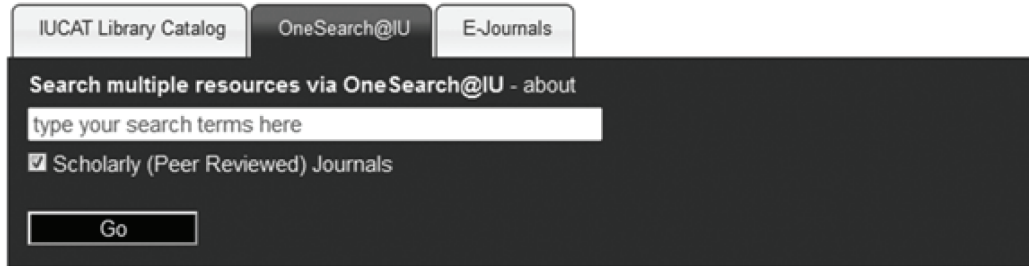 IUCAT Library Catalog OneSearch@IU E-Journals
Search multiple resources via OneSearch@IU - about
type your search terms here
Scholarly (Peer Reviewed) Journals
Go